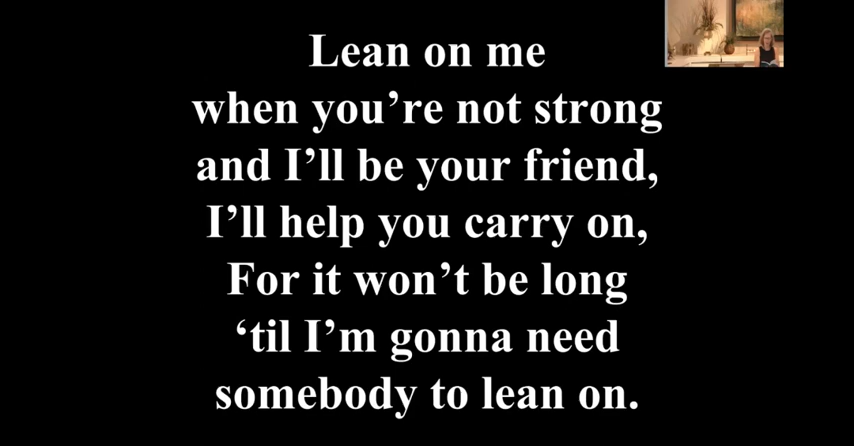 Lean on me
when you’re not strong
and I’ll be your friend,
I’ll help you carry on,
For it won’t be long
‘til I’m gonna need
somebody to lean on.